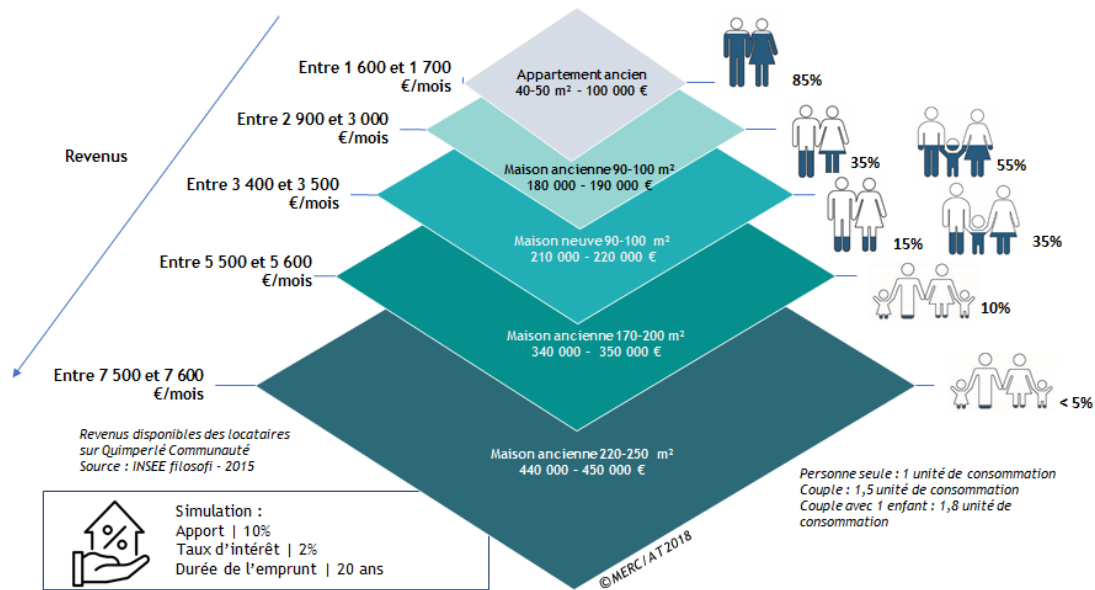 Revenus
Entre 1 600 et 1 700
€/mois
Appartement ancien
40-50 m² - 100 000 €
85%
Entre 2 900 et 3 000
€/mois
Maison ancienne 90-100 m²
180 000 - 190 000 €
35%
55%
Entre 3 400 et 3 500
€/mois
Maison neuve 90-100 m²
210 000 - 220 000 €
15%
35%
Entre 5 500 et 5 600
€/mois
Maison ancienne 170-200 m²
340 000 - 350 000 €
10%
Entre 7 500 et 7 600
€/mois
Maison ancienne 220-250 m²
440 000 - 450 000 €
< 5%
Revenus disponibles des locataires
sur Quimperlé Communauté
Source : INSEE filosofi - 2015
Simulation :
Apport | 10%
Taux d'intérêt | 2%
Durée de l'emprunt | 20 ans
%
Personne seule : 1 unité de consommation
Couple : 1,5 unité de consommation
Couple avec 1 enfant : 1,8 unité de
consommation
©MERC/AT2018